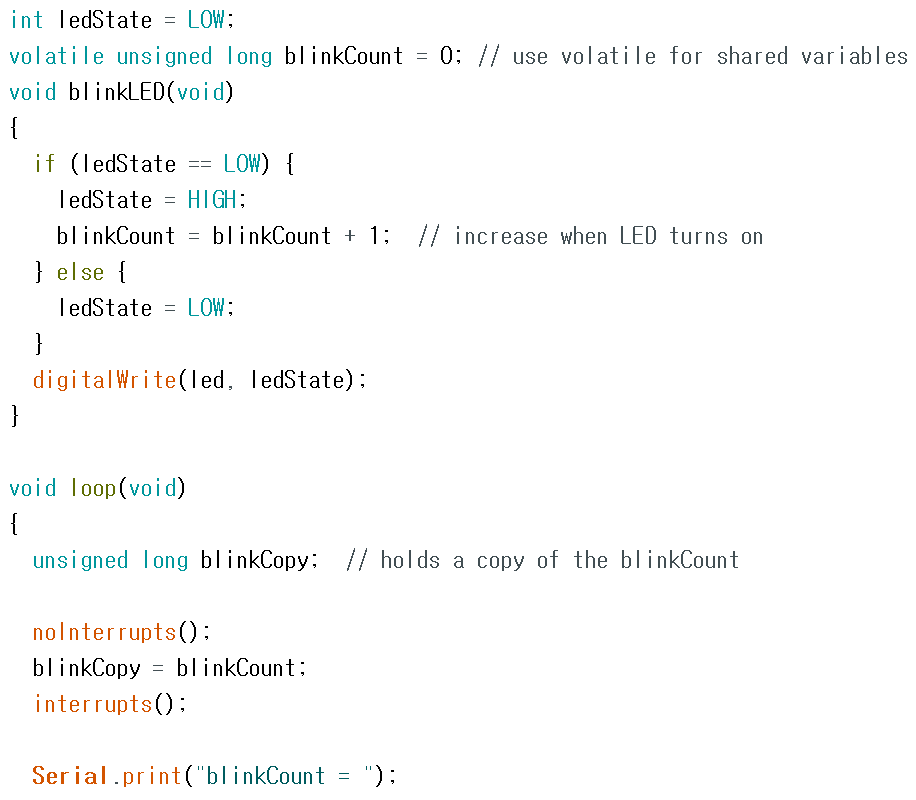 int ledState = LOW;
volatile unsigned long blinkCount = 0; // use volatile for shared variables
void blinkLED(void)
{
  if (ledState == LOW) {
    ledState = HIGH;
    blinkCount = blinkCount + 1;  // increase when LED turns on
  } else {
    ledState = LOW;
  }
  digitalWrite(led, ledState);
}

void loop(void)
{
  unsigned long blinkCopy;  // holds a copy of the blinkCount

  noInterrupts();
  blinkCopy = blinkCount;
  interrupts();

  Serial.print("blinkCount = ");